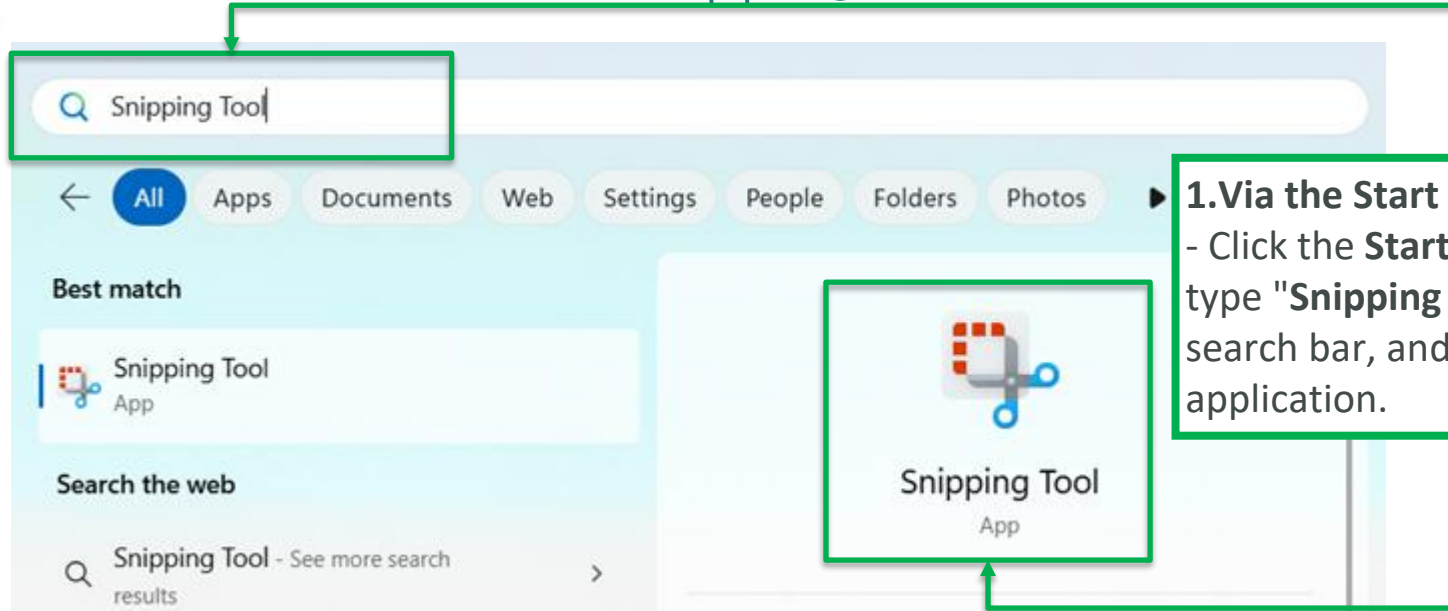 Snipping Tool
All Apps Documents Web Settings People Folders Photos
Best match
Snipping Tool
App
Search the web
Snipping Tool - See more search
results
Snipping Tool
App
1.Via the Start
- Click the Start
type "Snipping
search bar, and
application.